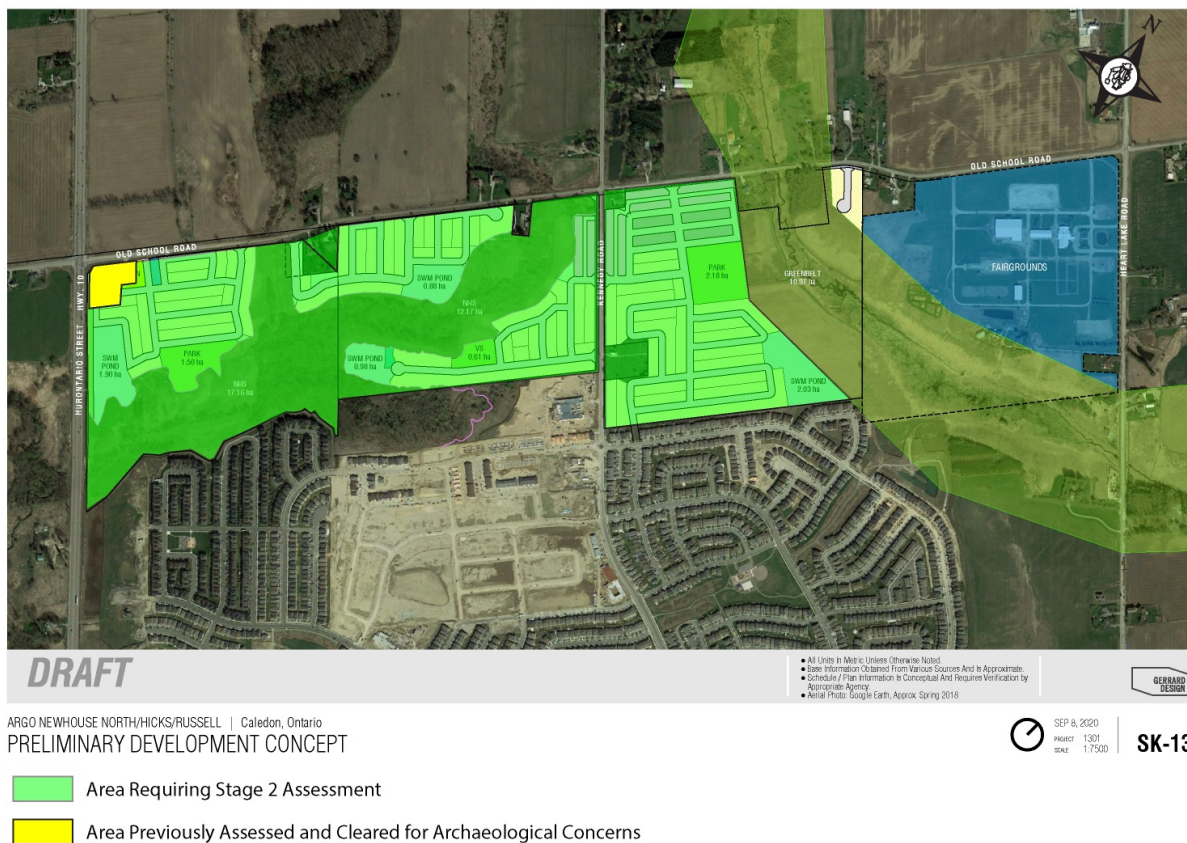 N
OLD SCHOOL ROAD
OLD SCHOOL ROAD
HURONTARIO STREET HWY. 10
KENNEDY ROAD
HEART LAKE ROAD
FAIRGROUNDS
GREENBELT
10.97 ha
PARK
2.18 ha
SWM POND
0.88 ha
NHS
12.17 ha
VS
0.61 ha
SWM POND
0.98 ha
SWM POND
2.03 ha
PARK
1.50 ha
SWM
POND
1.90 ha
NHS
17.16 ha
DRAFT
● All Units In Metric Unless Otherwise Noted.
● Base Information Obtained From Various Sources And Is Approximate.
● Schedule / Plan Information Is Conceptual And Requires Verification by
Appropriate Agency.
● Aerial Photo: Google Earth, Approx. Spring 2018
GERRARD
DESIGN
ARGO NEWHOUSE NORTH/HICKS/RUSSELL | Caledon, Ontario
PRELIMINARY DEVELOPMENT CONCEPT
SEP 8, 2020
PROJECT 1301
SCALE 1:7500
SK-13
Area Requiring Stage 2 Assessment
Area Previously Assessed and Cleared for Archaeological Concerns